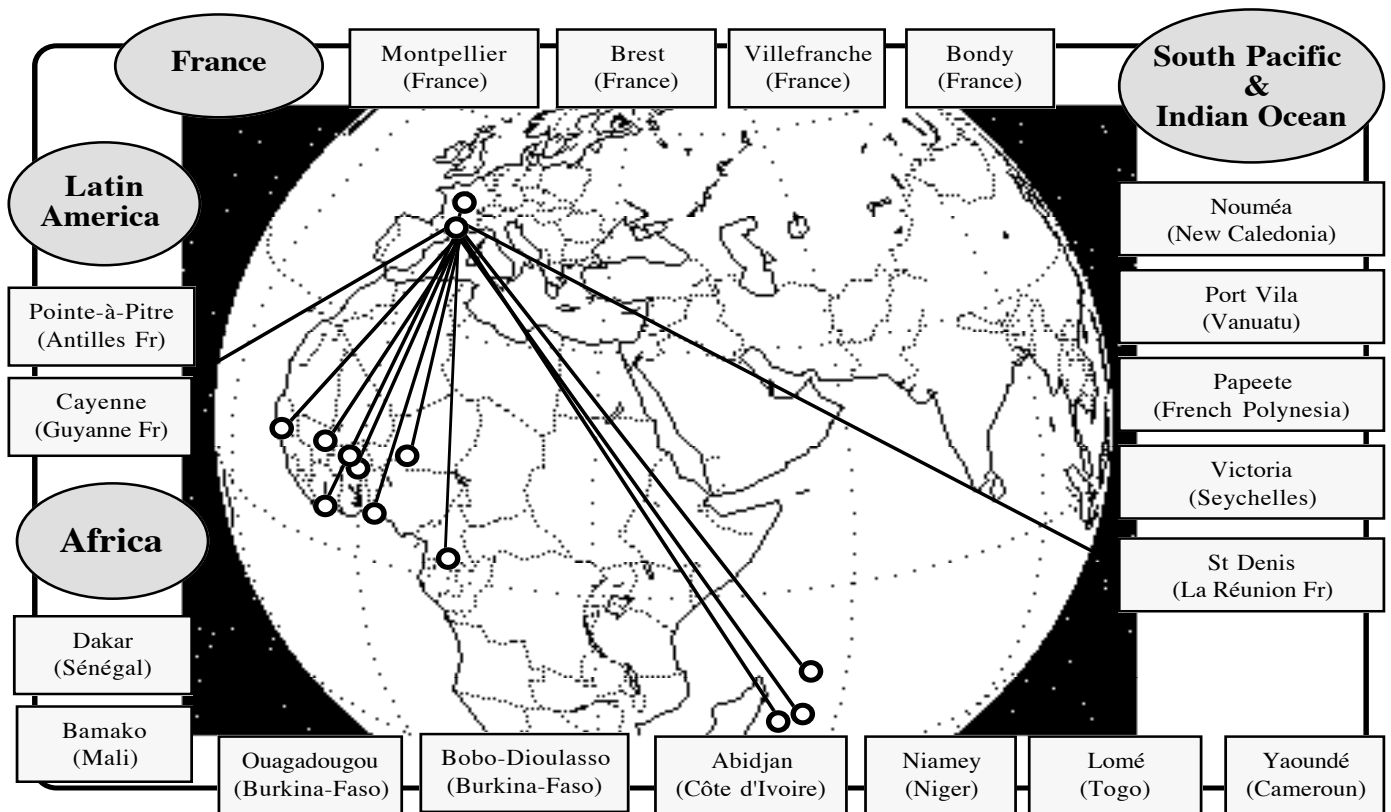 France
Montpellier
(France)
Brest
(France)
Villefranche
(France)
Bondy
(France)
South Pacific
&
Indian Ocean
Latin
America
Pointe-à-Pitre
(Antilles Fr)
Cayenne
(Guyanne Fr)
Africa
Dakar
(Sénégal)
Bamako
(Mali)
Nouméa
(New Caledonia)
Port Vila
(Vanuatu)
Papeete
(French Polynesia)
Victoria
(Seychelles)
St Denis
(La Réunion Fr)
Ouagadougou
(Burkina-Faso)
Bobo-Dioulasso
(Burkina-Faso)
Abidjan
(Côte d'Ivoire)
Niamey
(Niger)
Lomé
(Togo)
Yaoundé
(Cameroun)